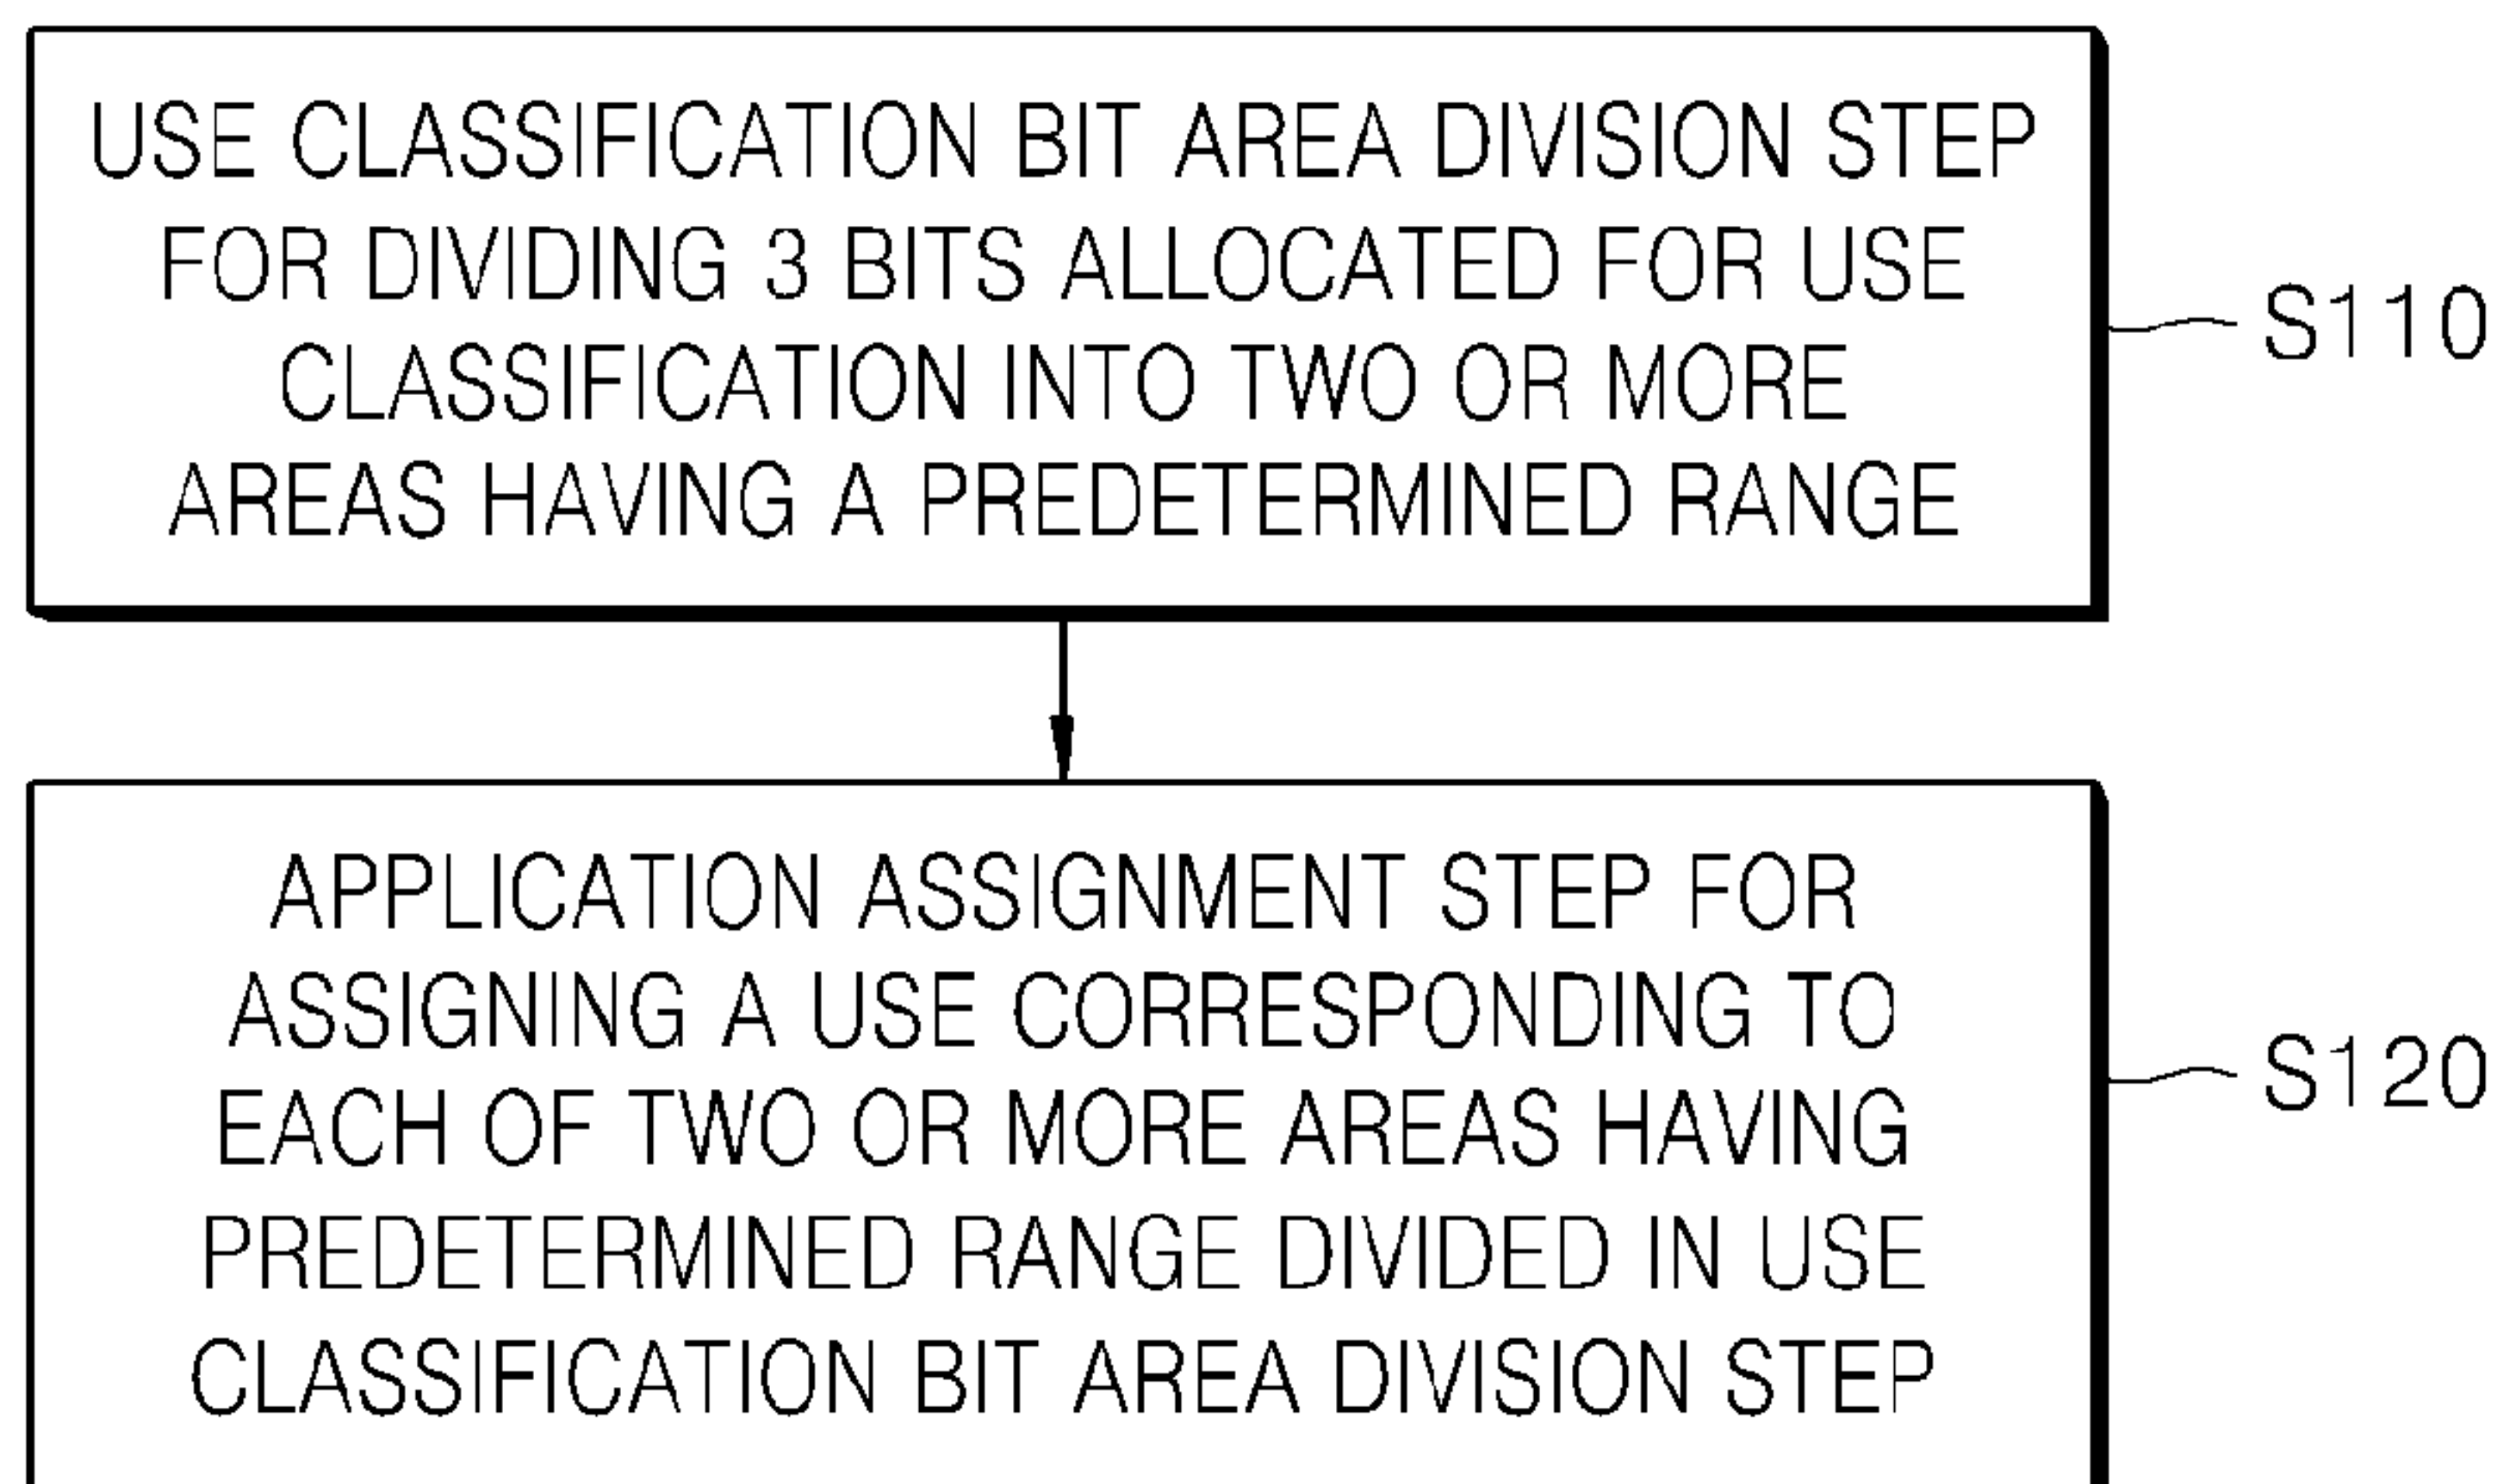 USE CLASSIFICATION BIT AREA DIVISION STEP
FOR DIVIDING 3 BITS ALLOCATED FOR USE
CLASSIFICATION INTO TWO OR MORE
AREAS HAVING A PREDETERMINED RANGE
S110
APPLICATION ASSIGNMENT STEP FOR
ASSIGNING A USE CORRESPONDING TO
EACH OF TWO OR MORE AREAS HAVING
PREDETERMINED RANGE DIVIDED IN USE
CLASSIFICATION BIT AREA DIVISION STEP
S120